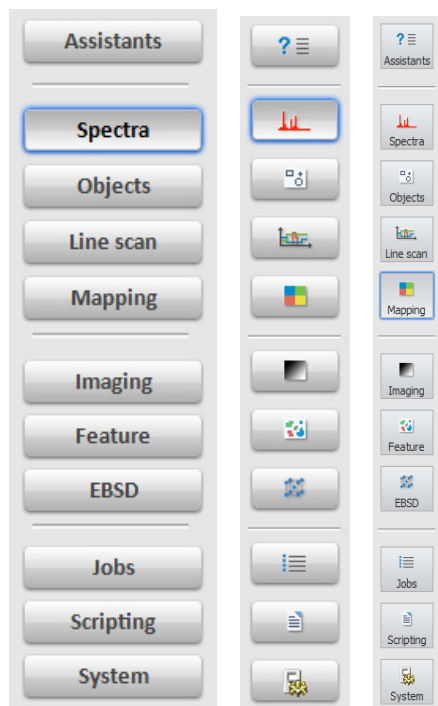 Assistants
Spectra
Objects
Line scan
Mapping
Imaging
Feature
EBSD
Jobs
Scripting
System
?
?
Assistants
Spectra
Objects
Line scan
Mapping
Imaging
Feature
EBSD
Jobs
Scripting
System